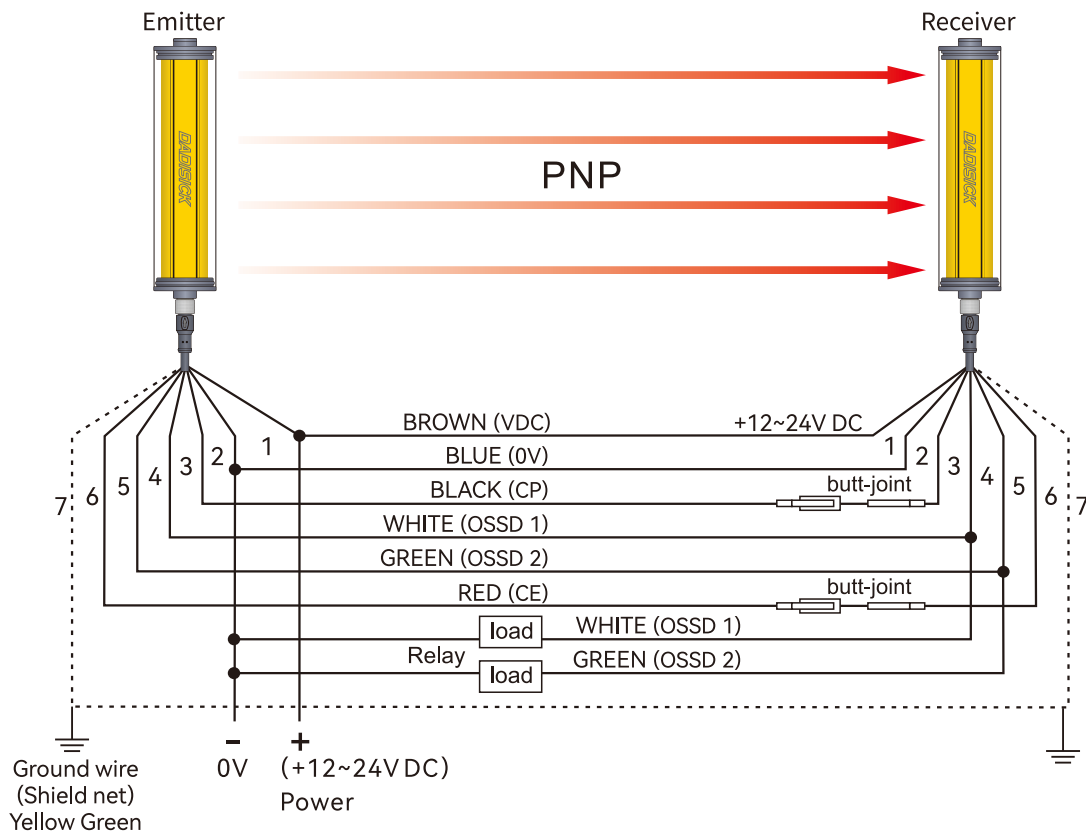 Emitter
Receiver
DADISICK
DADISICK
PNP
BROWN (VDC)
+12~24V DC
BLUE (0V)
BLACK (CP)
butt-joint
WHITE (OSSD 1)
GREEN (OSSD 2)
RED (CE)
butt-joint
1
2
3
4
5
6
7
1
2
3
4
5
6
7
load
WHITE (OSSD 1)
Relay
load
GREEN (OSSD 2)
- +
0V
(+12~24V DC)
Power
Ground wire
(Shield net)
Yellow Green